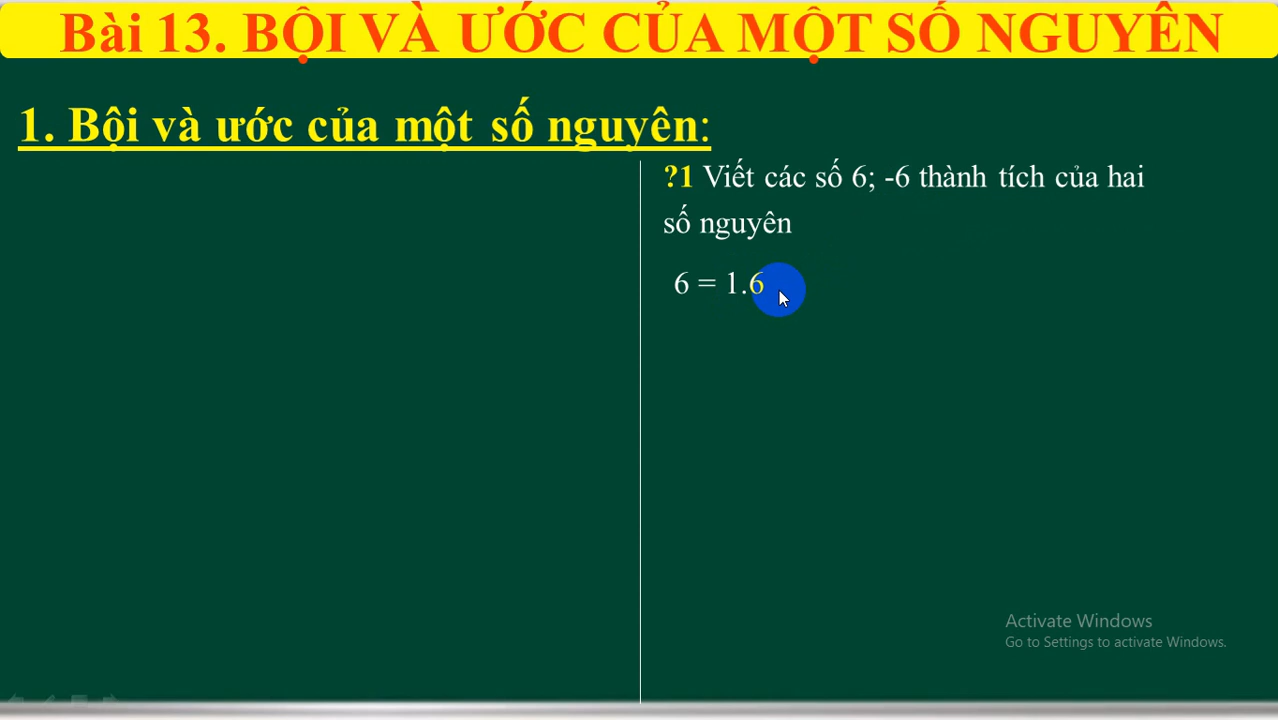 Bài 13. BỘI VÀ ƯỚC CỦA MỘT SỐ NGUYÊN
1. Bội và ước của một số nguyên:
?1 Viết các số 6; -6 thành tích của hai
số nguyên
6 = 1.6
Activate Windows
Go to Settings to activate Windows.